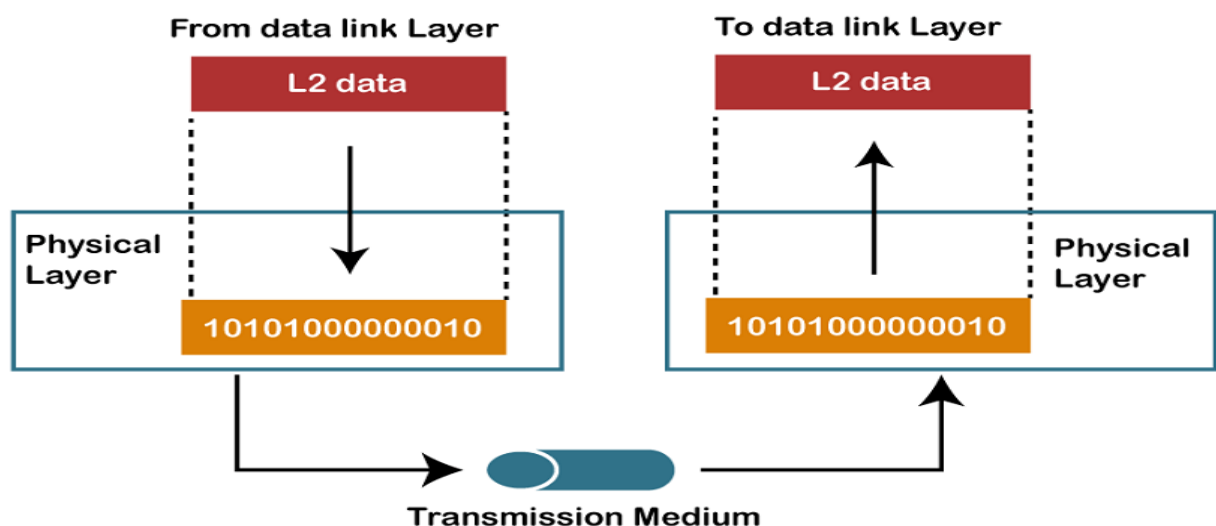 From data link Layer
To data link Layer
L2 data
L2 data
Physical
Layer
Physical
Layer
10101000000010
10101000000010
Transmission Medium